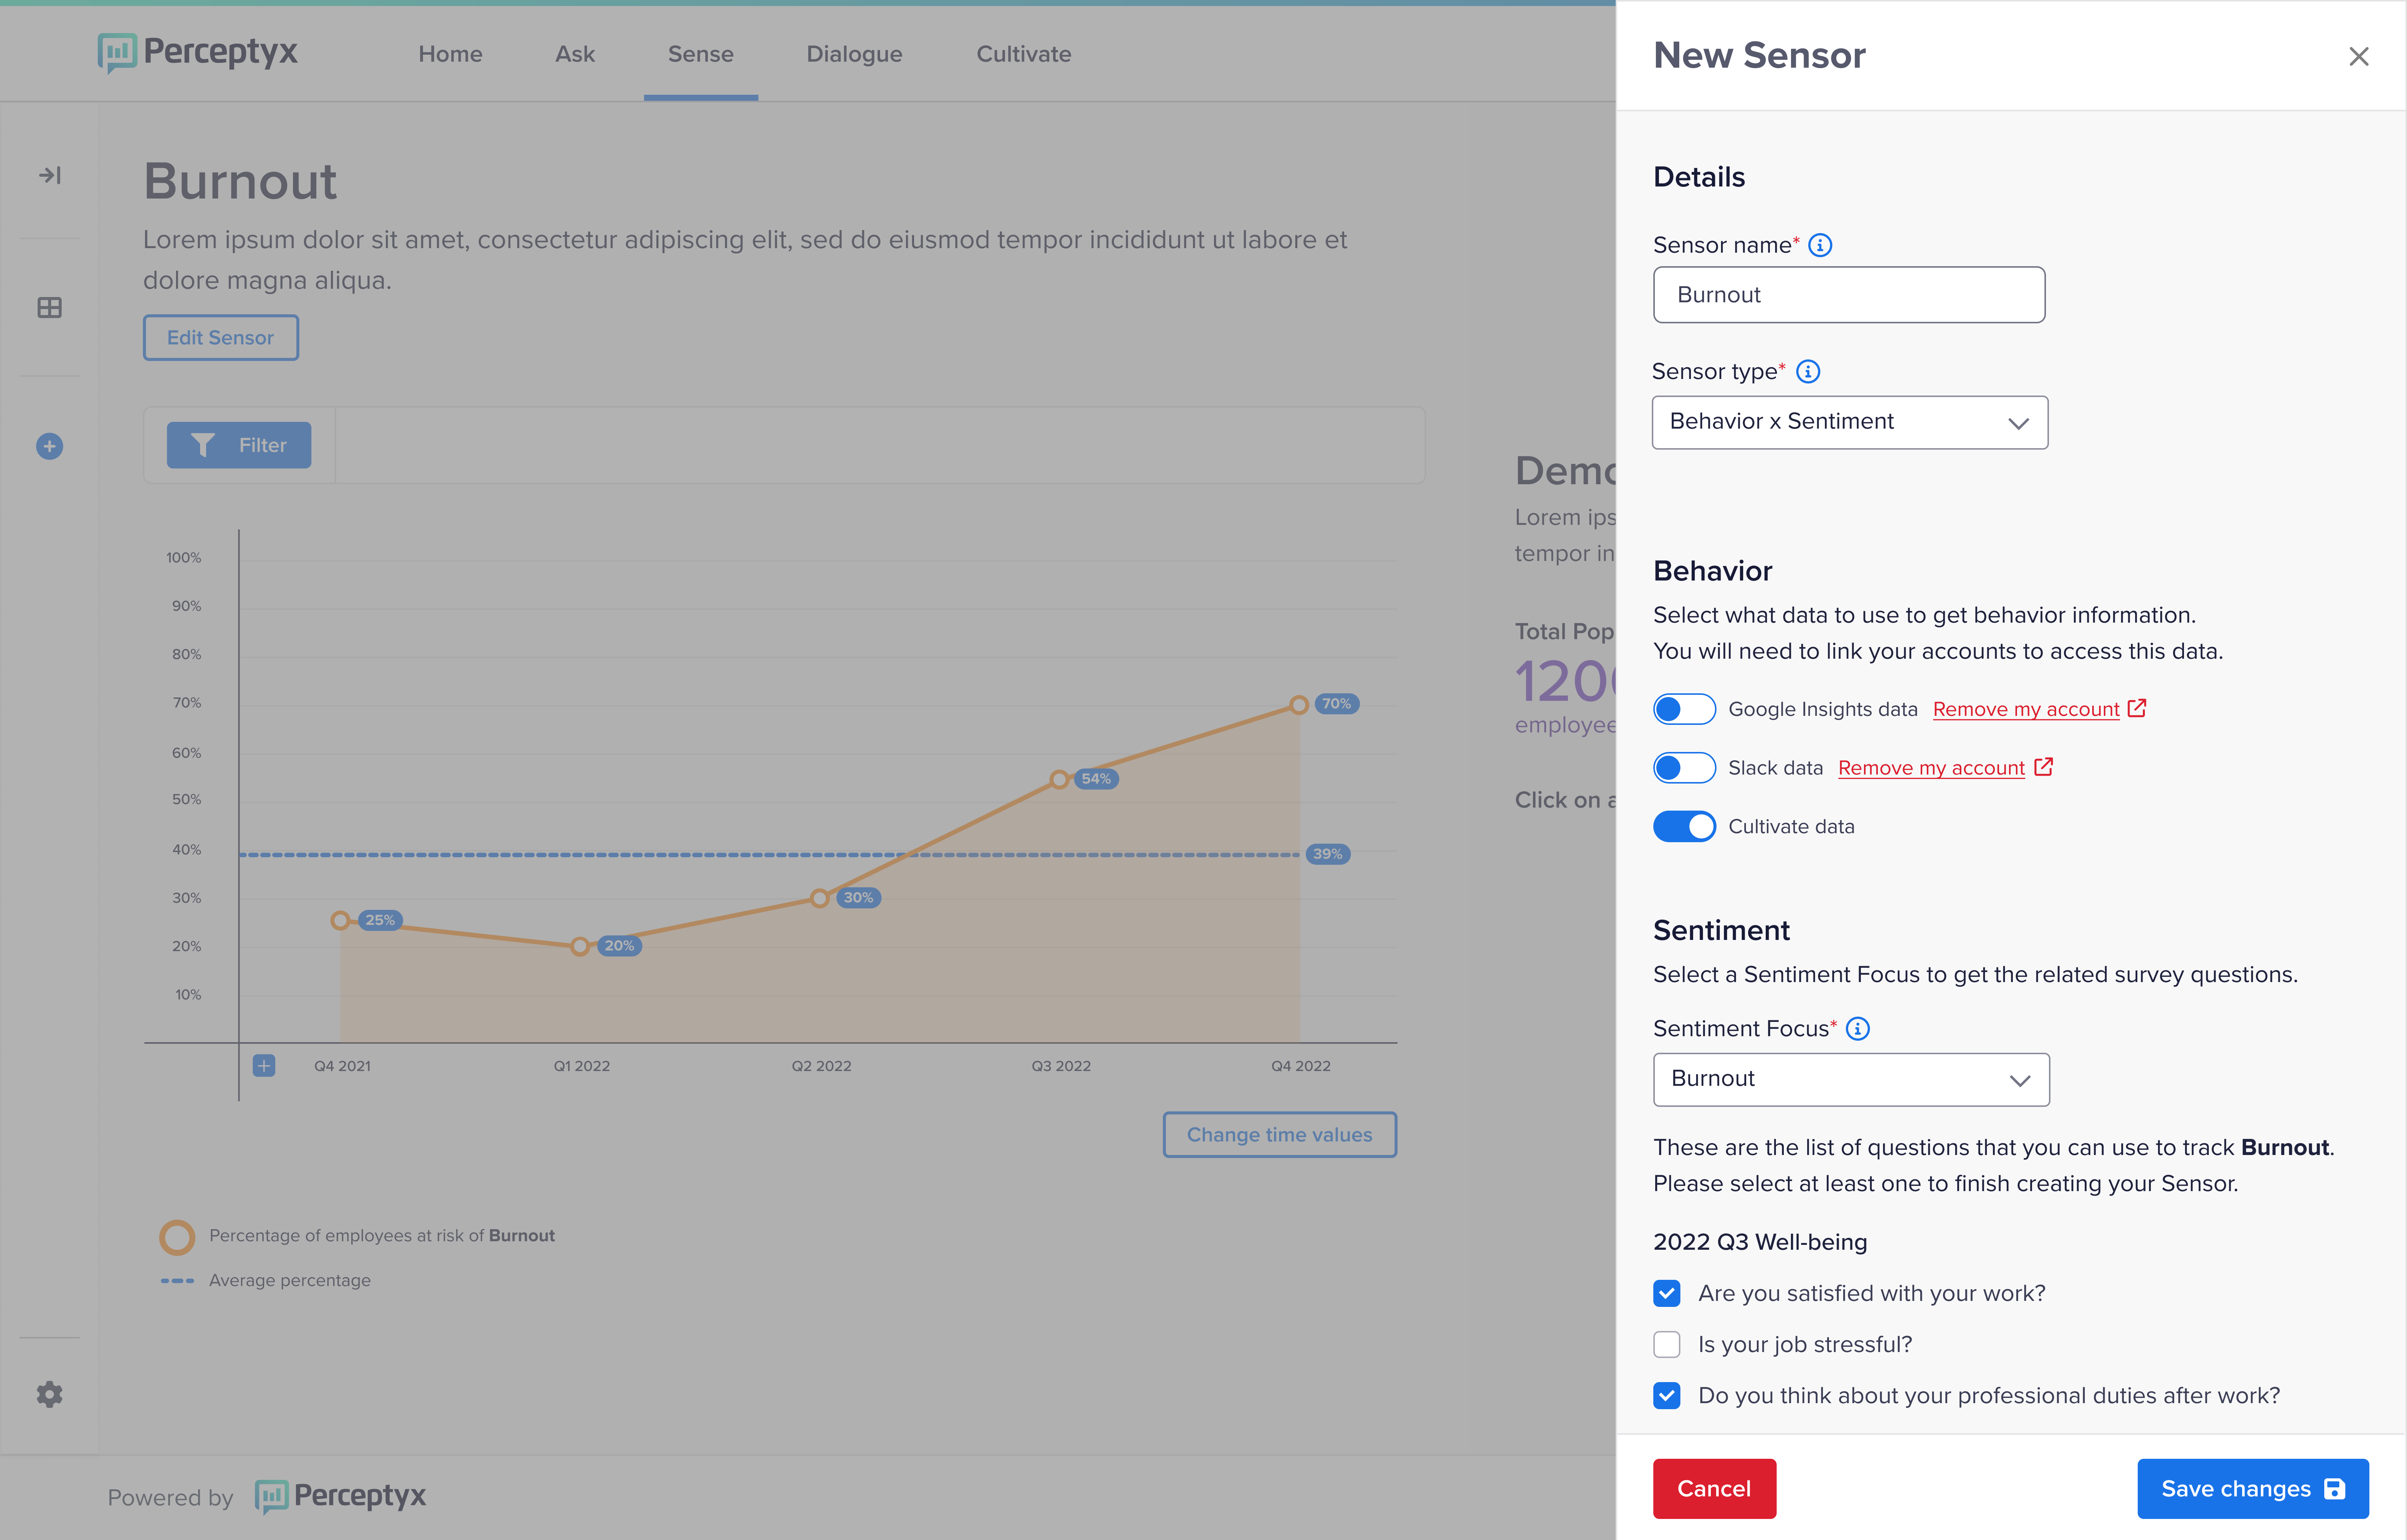 Perceptyx
Home
Ask
Sense
Dialogue
Cultivate
Burnout
Lorem ipsum dolor sit amet, consectetur adipiscing elit, sed do eiusmod tempor incididunt ut labore et
dolore magna aliqua.
Edit Sensor
Filter
100%
90%
80%
70%
60%
50%
40%
30%
20%
10%
25%
20%
30%
54%
70%
39%
Q4 2021
Q1 2022
Q2 2022
Q3 2022
Q4 2022
Change time values
Percentage of employees at risk of Burnout
Average percentage
Powered by Perceptyx
Lorem
tempor
Total
Click on
New Sensor
Details
Sensor name*
Burnout
Sensor type*
Behavior x Sentiment
Behavior
Select what data to use to get behavior information.
You will need to link your accounts to access this data.
Google Insights data Remove my account
Slack data Remove my account
Cultivate data
Sentiment
Select a Sentiment Focus to get the related survey questions.
Sentiment Focus*
Burnout
These are the list of questions that you can use to track Burnout.
Please select at least one to finish creating your Sensor.
2022 Q3 Well-being
Are you satisfied with your work?
Is your job stressful?
Do you think about your professional duties after work?
Cancel
Save changes